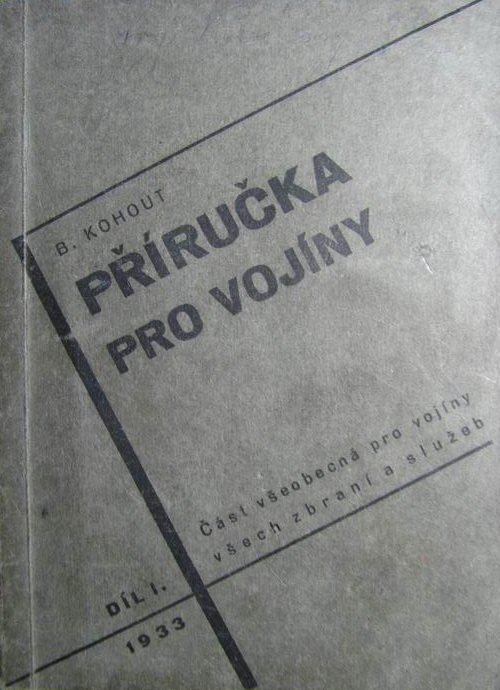 B. KOHOUT
PŘÍRUČKA
PRO VOJÍNY
Část všeobecná pro vojíny
všech zbraní a služeb
DÍL I.
1933